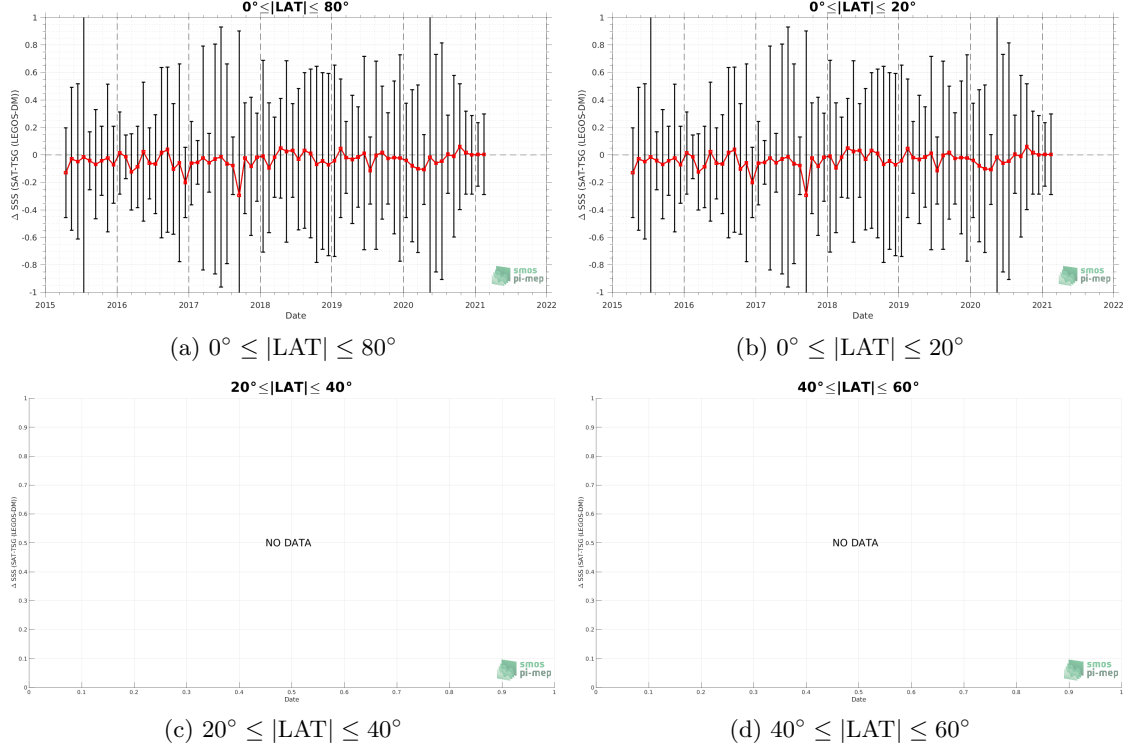 0°≤|LAT|≤ 80°
Δ SSS (SAT-TSG (LEGOS-DM))
1
0.8
0.6
0.4
0.2
0
-0.2
-0.4
-0.6
-0.8
-1
2015 2016 2017 2018 2019 2020 2021 2022
Date
smos
pi-mep
(a) 0° ≤ |LAT| ≤ 80°
0°≤|LAT|≤ 20°
Δ SSS (SAT-TSG (LEGOS-DM))
1
0.8
0.6
0.4
0.2
0
-0.2
-0.4
-0.6
-0.8
-1
2015 2016 2017 2018 2019 2020 2021 2022
Date
smos
pi-mep
(b) 0° ≤ |LAT| ≤ 20°
20°≤|LAT|≤ 40°
Δ SSS (SAT-TSG (LEGOS-DM))
1
0.9
0.8
0.7
0.6
0.5
0.4
0.3
0.2
0.1
0
NO DATA
0 0.1 0.2 0.3 0.4 0.5 0.6 0.7 0.8 0.9 1
Date
smos
pi-mep
(c) 20° ≤ |LAT| ≤ 40°
40°≤|LAT|≤ 60°
Δ SSS (SAT-TSG (LEGOS-DM))
1
0.9
0.8
0.7
0.6
0.5
0.4
0.3
0.2
0.1
0
NO DATA
0 0.1 0.2 0.3 0.4 0.5 0.6 0.7 0.8 0.9 1
Date
smos
pi-mep
(d) 40° ≤ |LAT| ≤ 60°